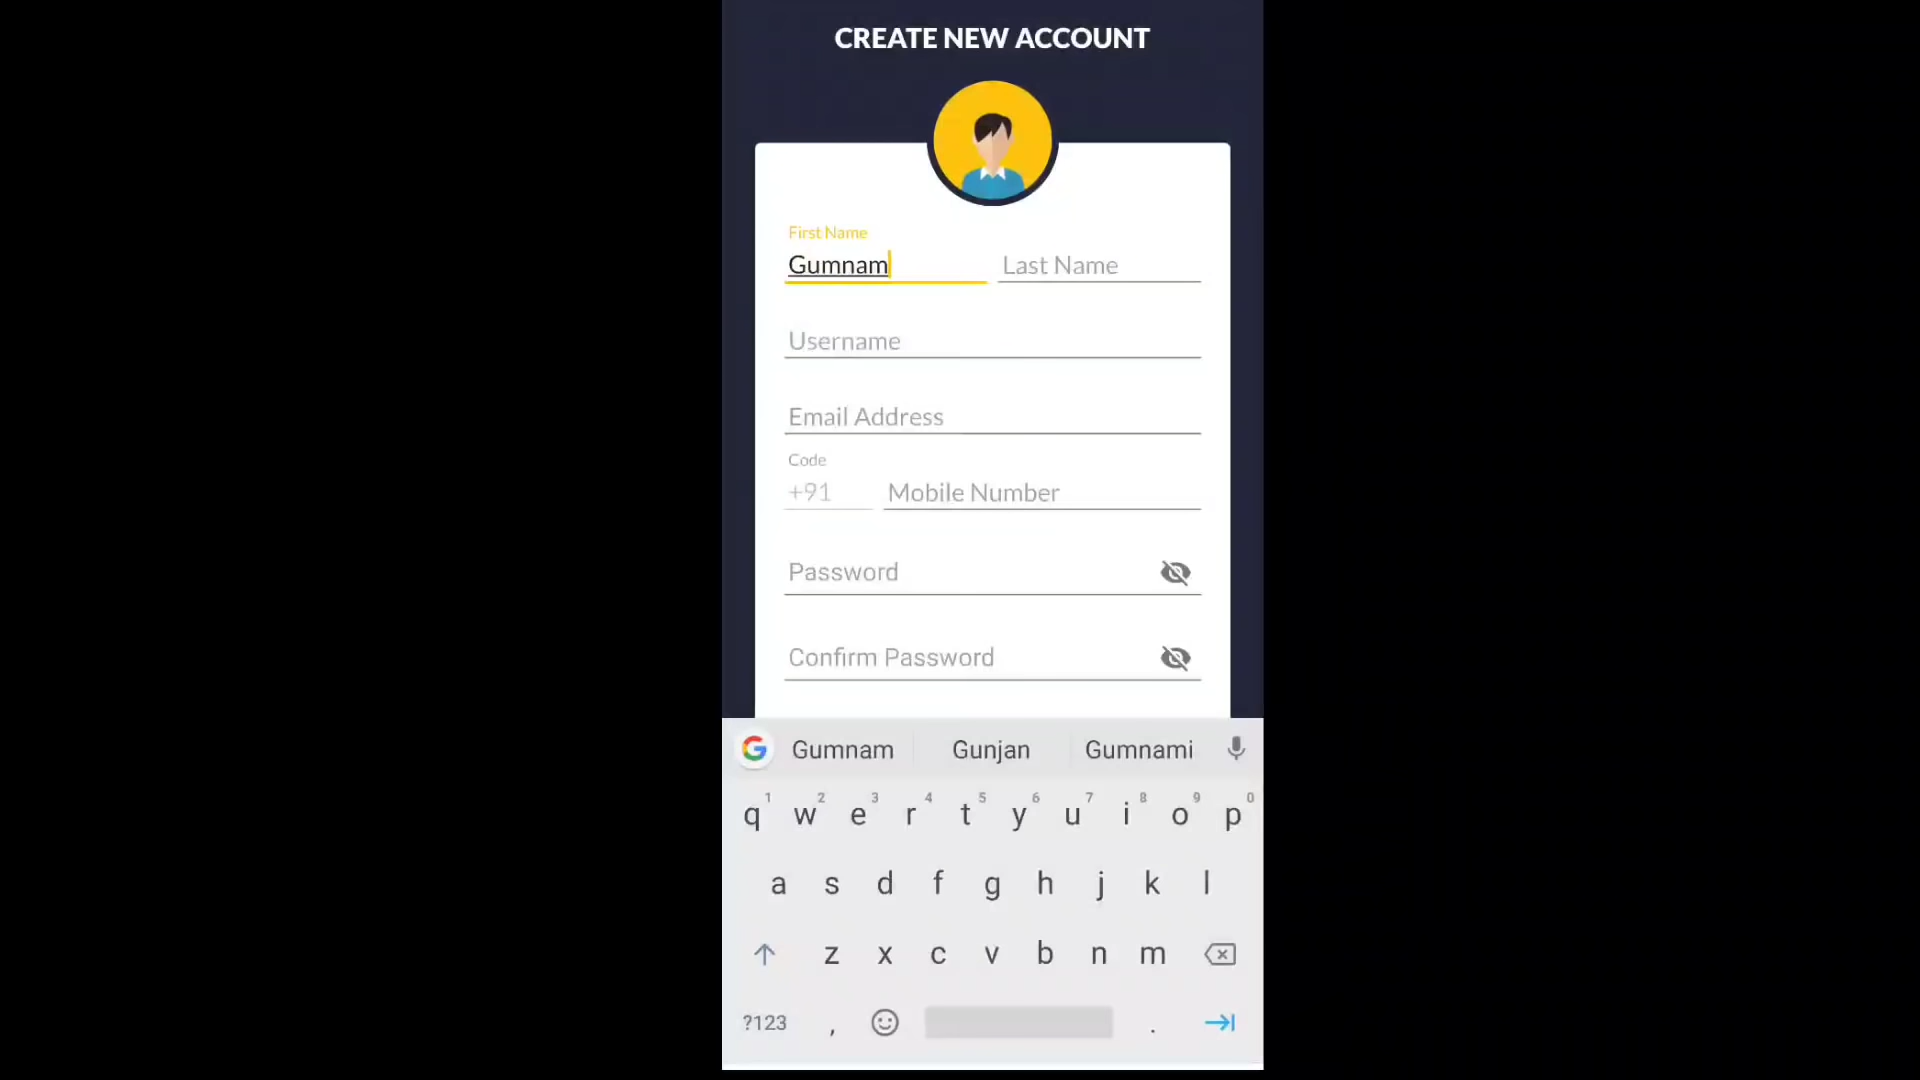 CREATE NEW ACCOUNT
First Name
Gumnam Last Name
Username
Email Address
Code
+91 Mobile Number
Password
Confirm Password
G Gumnam Gunjan Gumnami
1 2 3 4 5 6 7 8 9 0
q w e r t y u i o p
a s d f g h j k l
z x c v b n m
?123 , .